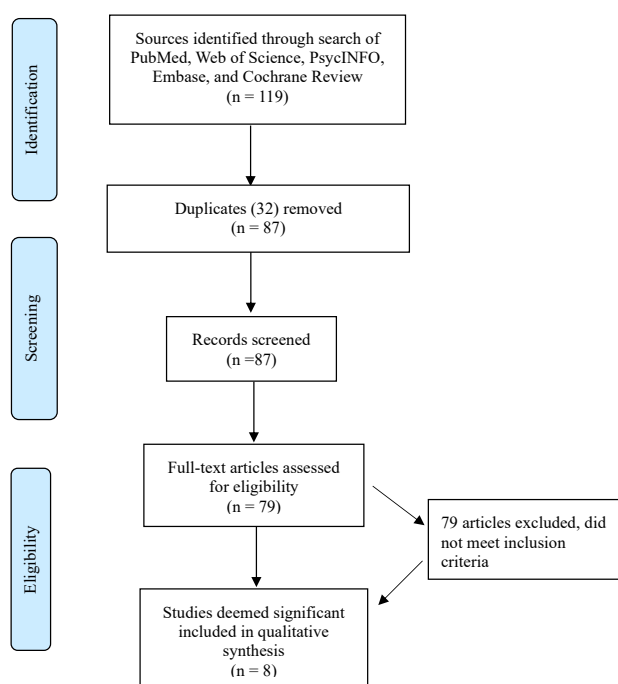 Identification
Sources identified through search of
PubMed, Web of Science, PsycINFO,
Embase, and Cochrane Review
(n = 119)
Duplicates (32) removed
(n = 87)
Screening
Records screened
(n =87)
Eligibility
Full-text articles assessed
for eligibility
(n = 79)
79 articles excluded, did
not meet inclusion
criteria
Studies deemed significant
included in qualitative
synthesis
(n = 8)